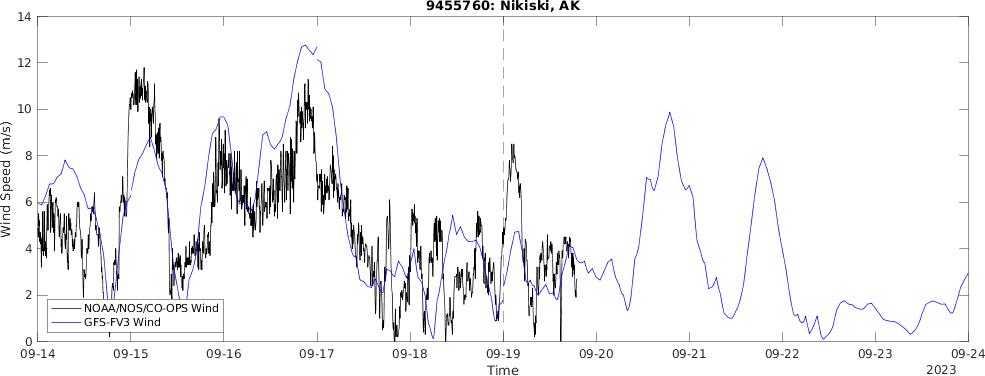 9455760: Nikiski, AK
14
12
10
8
6
4
2
0
Wind Speed (m/s)
NOAA/NOS/CO-OPS Wind
GFS-FV3 Wind
09-14 09-15 09-16 09-17 09-18 09-19 09-20 09-21 09-22 09-23 09-24
Time
2023